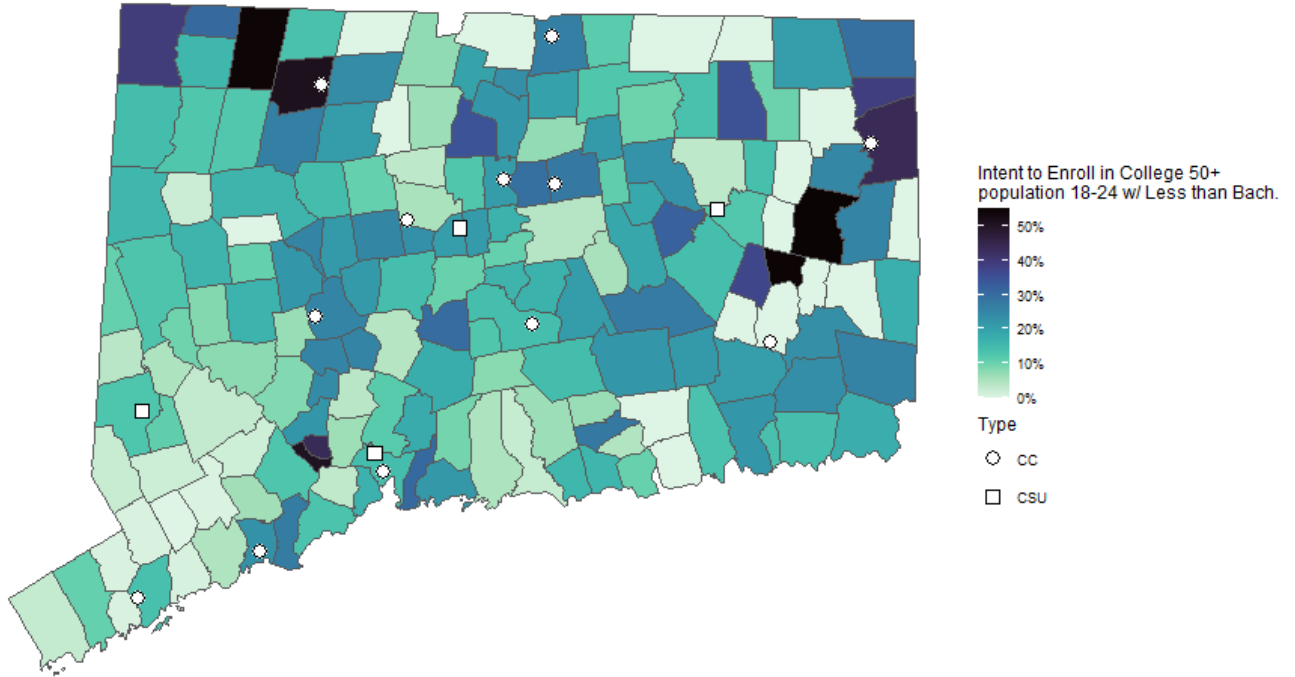 Intent to Enroll in College 50+
population 18-24 w/ Less than Bach.
50%
40%
30%
20%
10%
0%
Type
CC
CSU